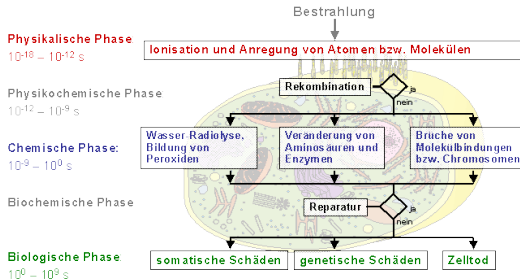 Bestrahlung
Physikalische Phase
10-18 – 10-12 s
Ionisation und Anregung von Atomen bzw. Molekülen
Rekombination
ja
nein
Physikochemische Phase
10-12 – 10-9 s
Chemische Phase:
10-9 – 100 s
Wasser-Radiolyse,
Bildung von
Peroxiden
Veränderung von
Aminosäuren und
Enzymen
Brüche von
Molekülbindungen
bzw. Chromosomen
Biochemische Phase
Reparatur
ja
nein
Biologische Phase
100 – 109 s
somatische Schäden
genetische Schäden
Zelltod